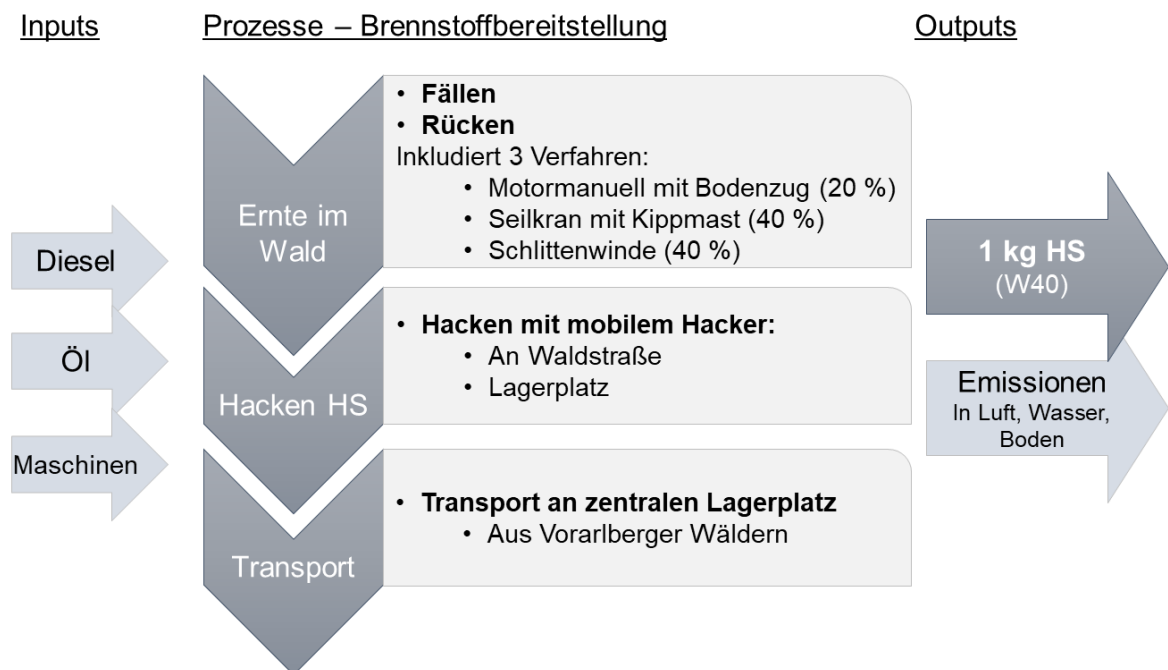 Inputs
Prozesse – Brennstoffbereitstellung
Outputs
Diesel
Öl
Maschinen
Ernte im
Wald
• Fällen
• Rücken
Inkludiert 3 Verfahren:
• Motormanuell mit Bodenzug (20 %)
• Seilkran mit Kippmast (40 %)
• Schlittenwinde (40 %)
Hacken HS
• Hacken mit mobilem Hacker:
• An Waldstraße
• Lagerplatz
Transport
• Transport an zentralen Lagerplatz
• Aus Vorarlberger Wäldern
1 kg HS
(W40)
Emissionen
In Luft, Wasser,
Boden